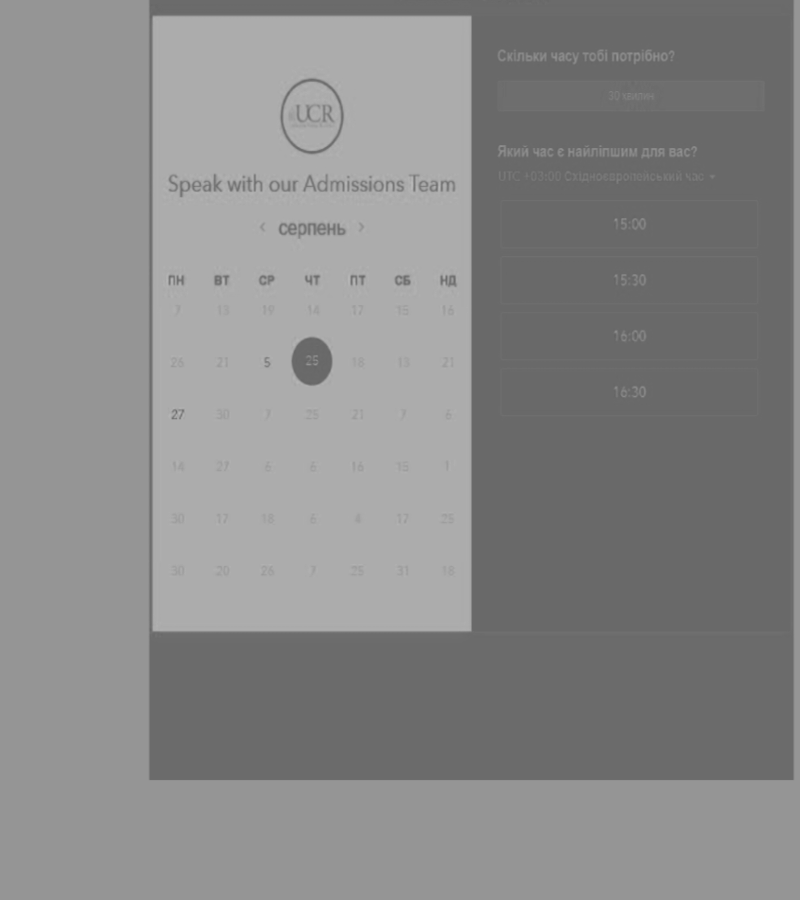 UCR
Speak with our Admissions Team
‹ серпень ›
ПН ВТ СР ЧТ ПТ СБ НД
7 13 19 14 17 15 16
26 21 5 25 18 13 21
27 30 7 25 21 7 6
14 27 6 6 16 15 1
30 17 18 6 4 17 25
30 20 26 7 25 31 18
Скільки часу тобі потрібно?
30 хвилин
Який час є найліпшим для вас?
UTC +03:00 Східноєвропейський час
15:00
15:30
16:00
16:30